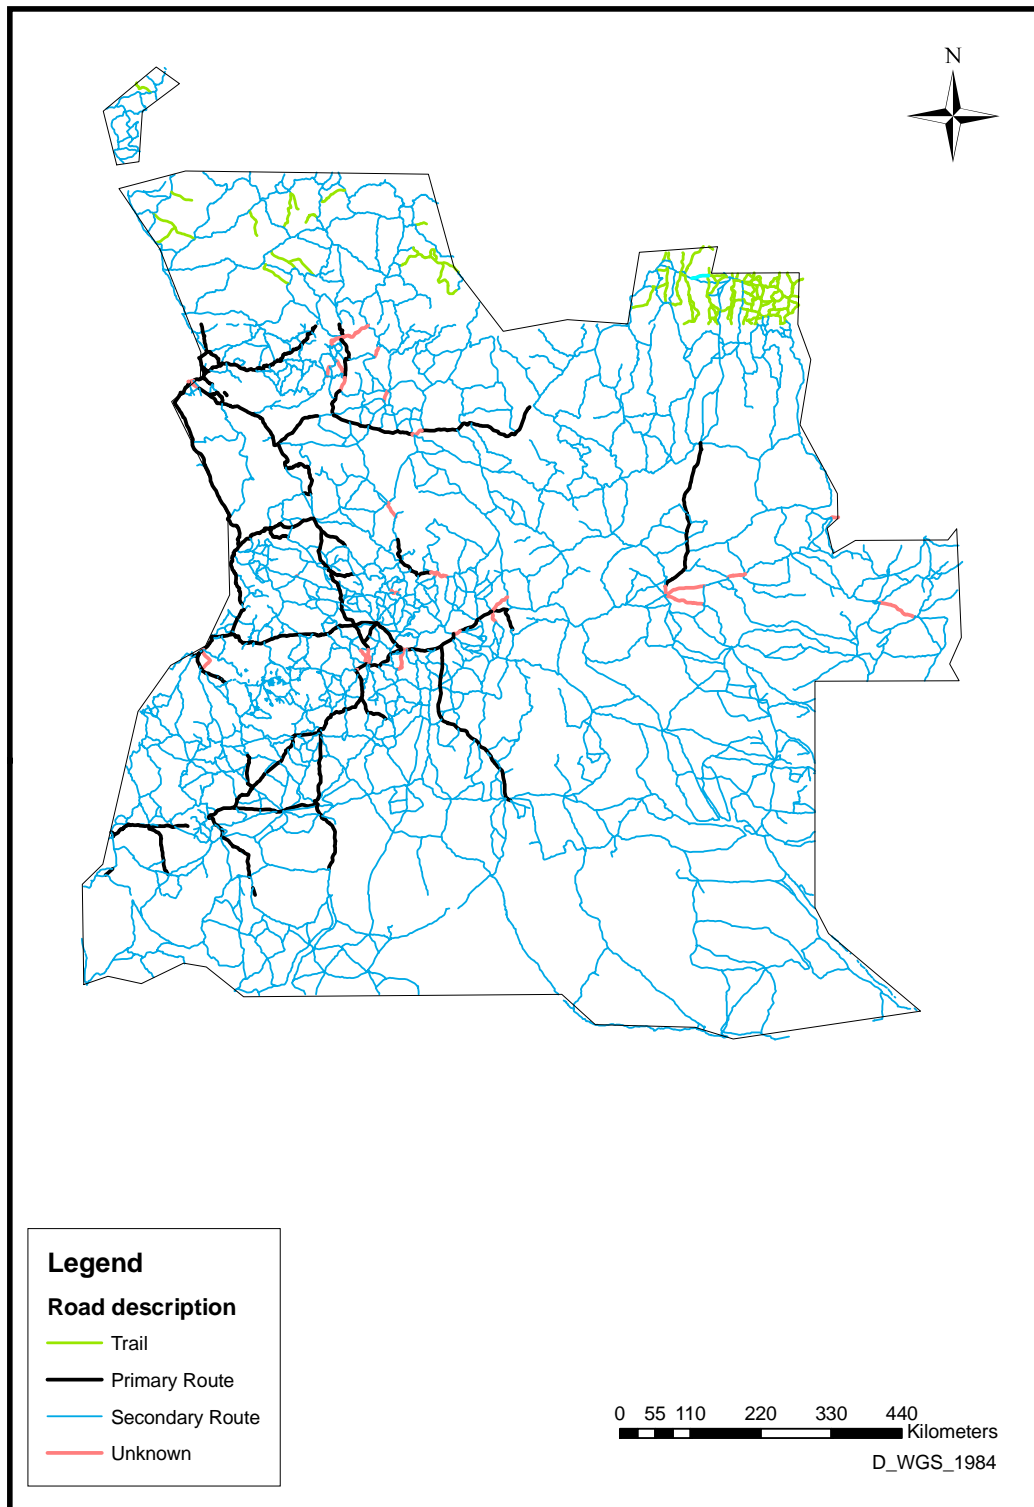 N
Legend
Road description
Trail
Primary Route
Secondary Route
Unknown
0 55 110 220 330 440
Kilometers
D_WGS_1984